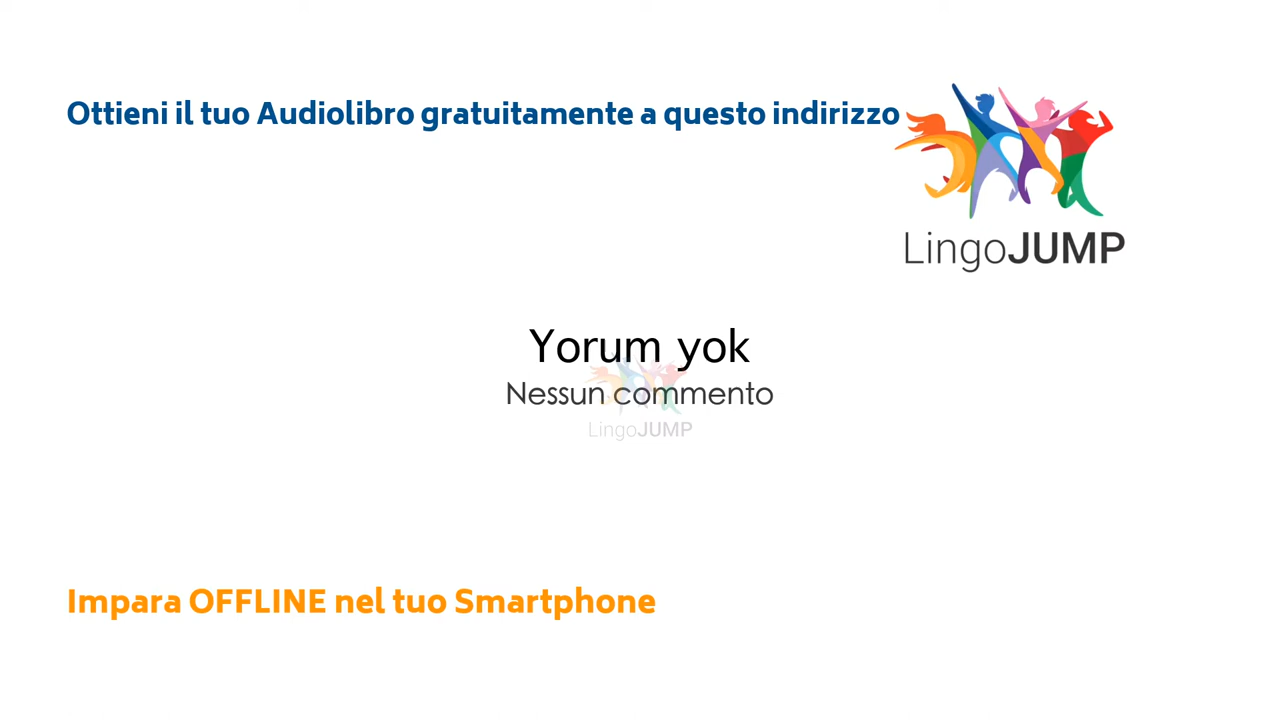 Ottieni il tuo Audiolibro gratuitamente a questo indirizzo
LingoJUMP
Yorum yok
Nessun commento
LingoJUMP
Impara OFFLINE nel tuo Smartphone